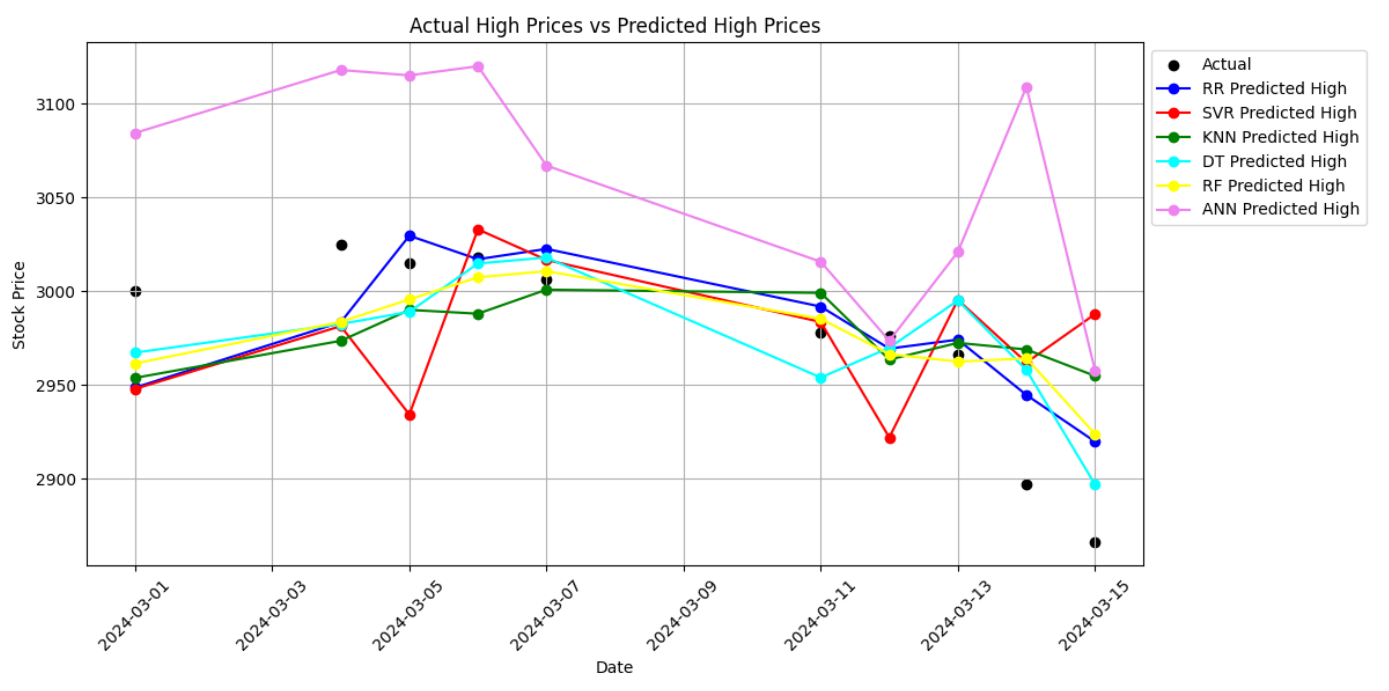 Actual High Prices vs Predicted High Prices
Actual
RR Predicted High
SVR Predicted High
KNN Predicted High
DT Predicted High
RF Predicted High
ANN Predicted High
Stock Price
3100
3050
3000
2950
2900
2024-03-01
2024-03-03
2024-03-05
2024-03-07
2024-03-09
2024-03-11
2024-03-13
2024-03-15
Date